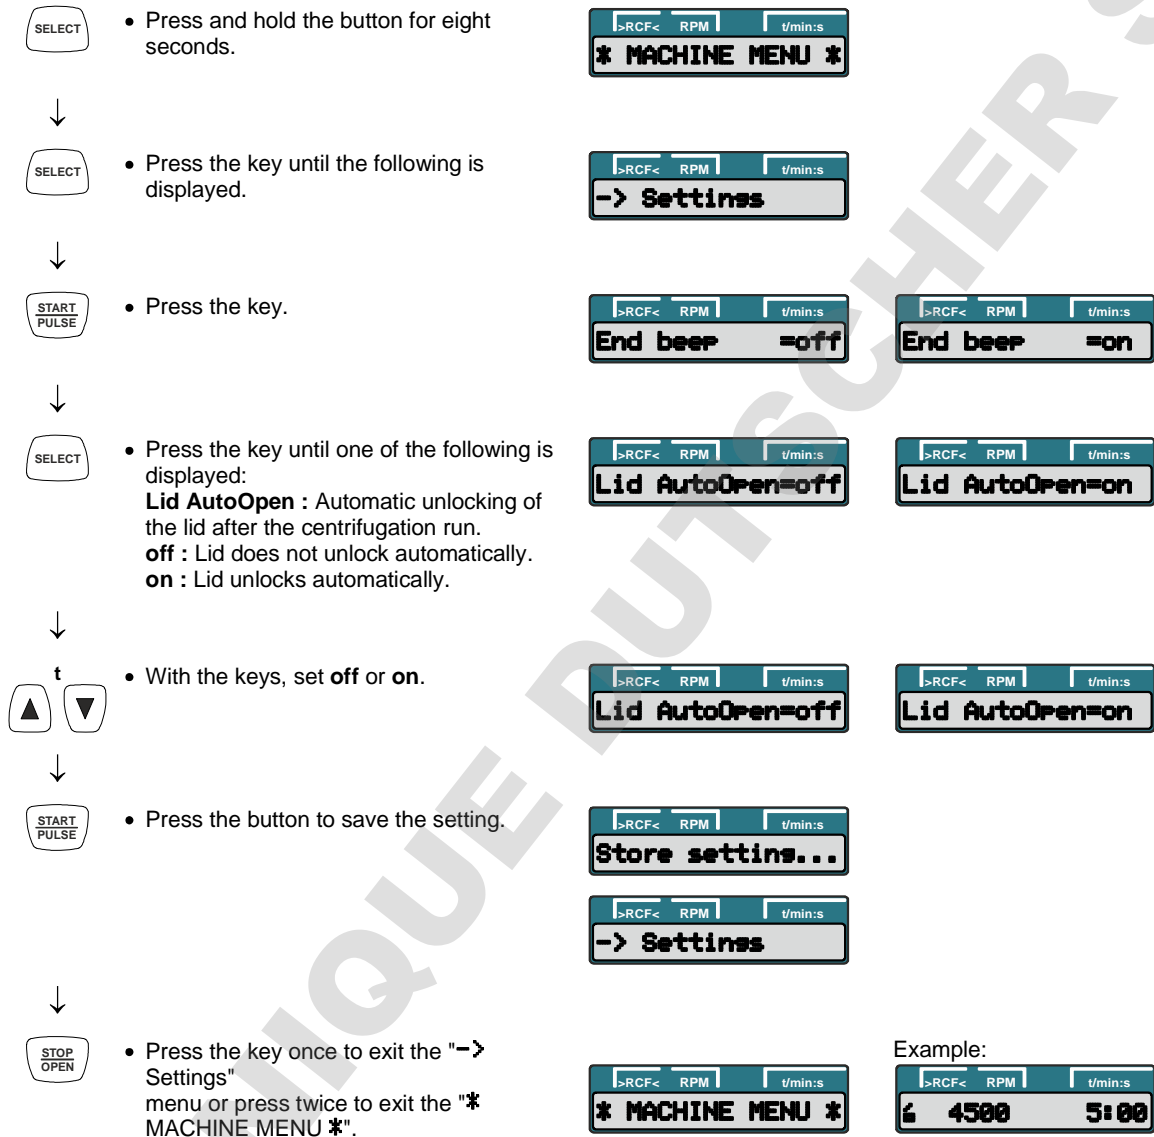 SELECT
• Press and hold the button for eight
seconds.
>RCF< RPM t/min:s
* MACHINE MENU *
↓
SELECT
• Press the key until the following is
displayed.
>RCF< RPM t/min:s
-> Settings
↓
START
PULSE
• Press the key.
>RCF< RPM t/min:s
End beep =off
>RCF< RPM t/min:s
End beep =on
↓
SELECT
• Press the key until one of the following is
displayed:
Lid AutoOpen : Automatic unlocking of
the lid after the centrifugation run.
off : Lid does not unlock automatically.
on : Lid unlocks automatically.
>RCF< RPM t/min:s
Lid AutoOpen=off
>RCF< RPM t/min:s
Lid AutoOpen=on
↓
t
▲ ▼
• With the keys, set off or on.
>RCF< RPM t/min:s
Lid AutoOpen=off
>RCF< RPM t/min:s
Lid AutoOpen=on
↓
START
PULSE
• Press the button to save the setting.
>RCF< RPM t/min:s
Store setting...
>RCF< RPM t/min:s
-> Settings
↓
STOP
OPEN
• Press the key once to exit the "->
Settings"
menu or press twice to exit the "*
MACHINE MENU *".
>RCF< RPM t/min:s
* MACHINE MENU *
Example:
>RCF< RPM t/min:s
4500 5:00
IQUE DUTSCHER S